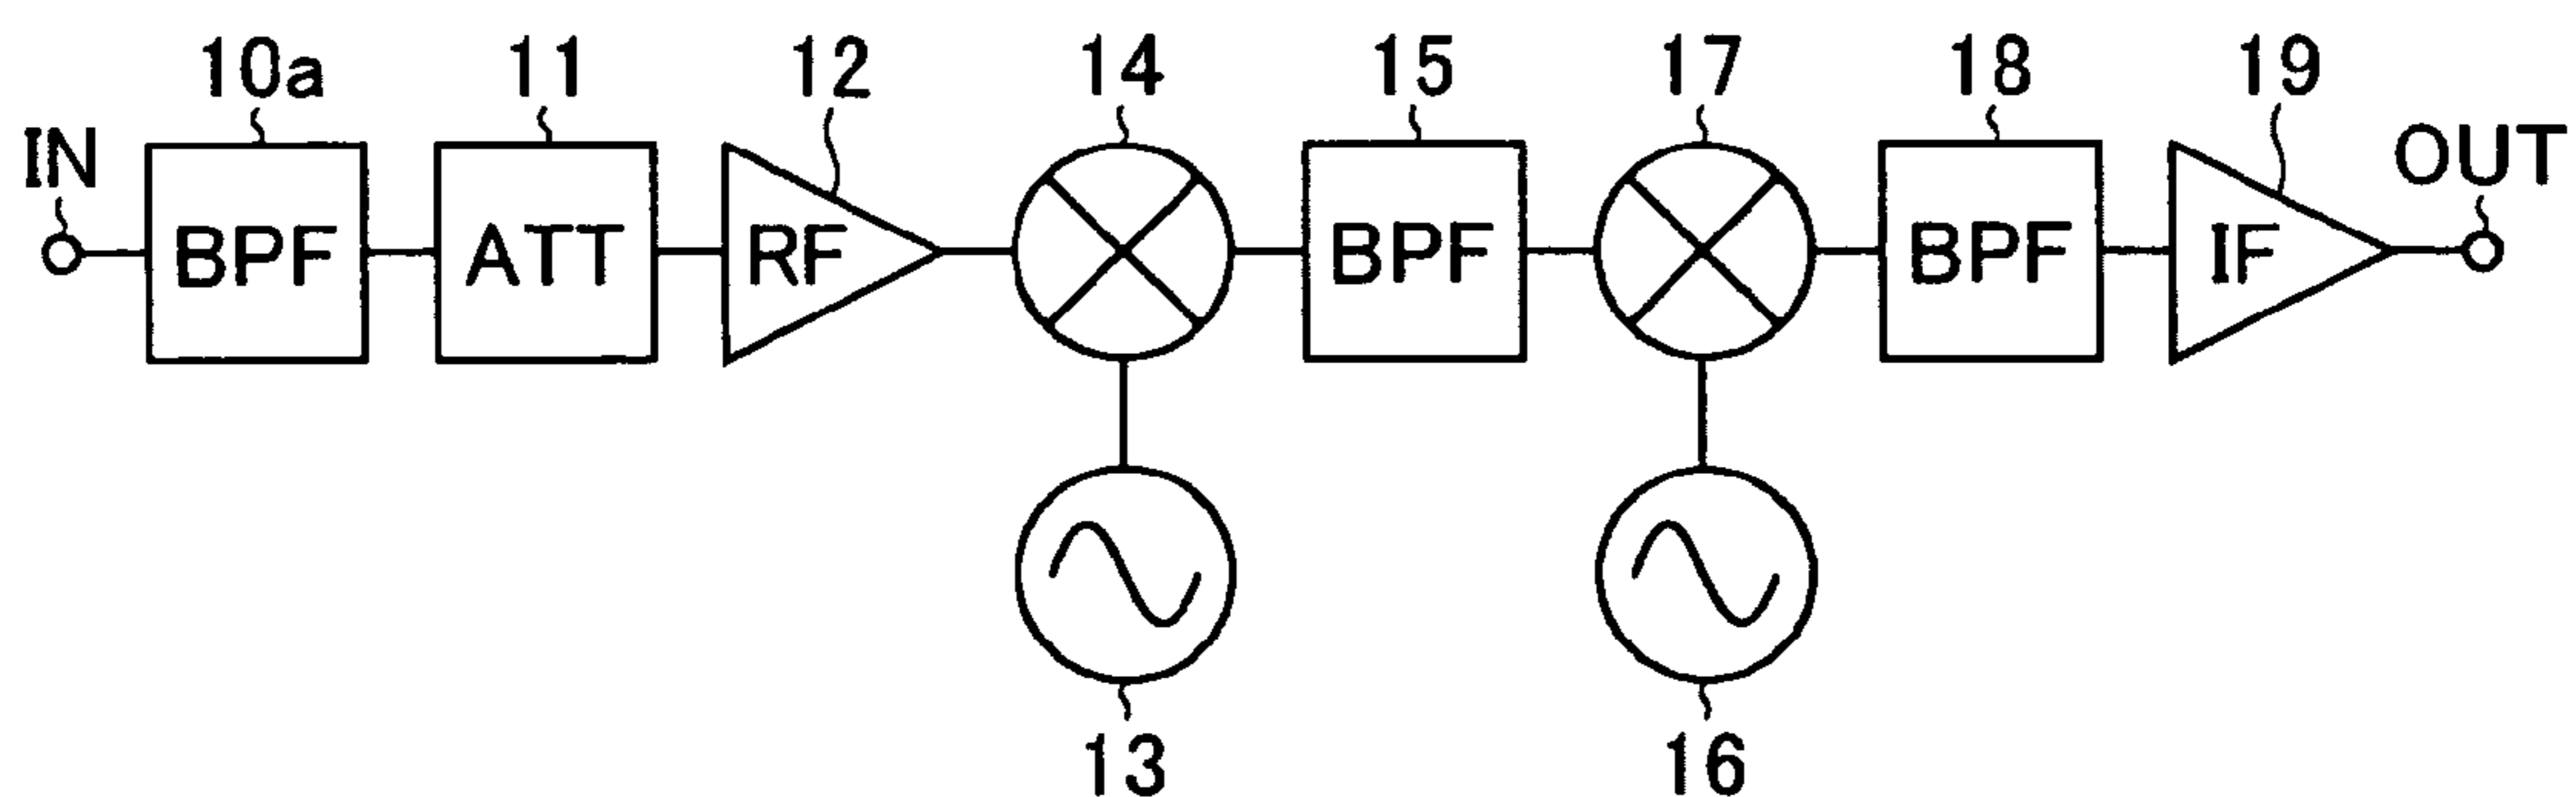 10a 11 12 14 15 17 18 19
IN OUT
BPF ATT RF BPF BPF IF
13 16